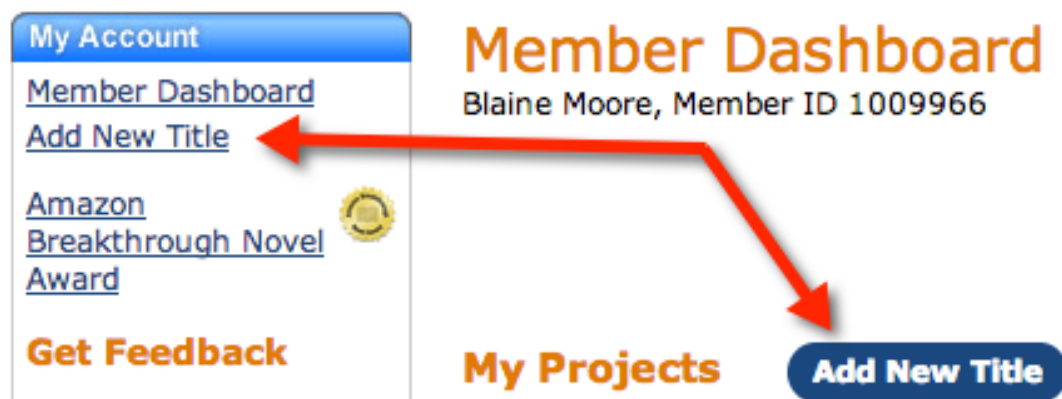 My Account
Member Dashboard
Add New Title
Amazon
Breakthrough Novel
Award
Get Feedback
Member Dashboard
Blaine Moore, Member ID 1009966
My Projects
Add New Title